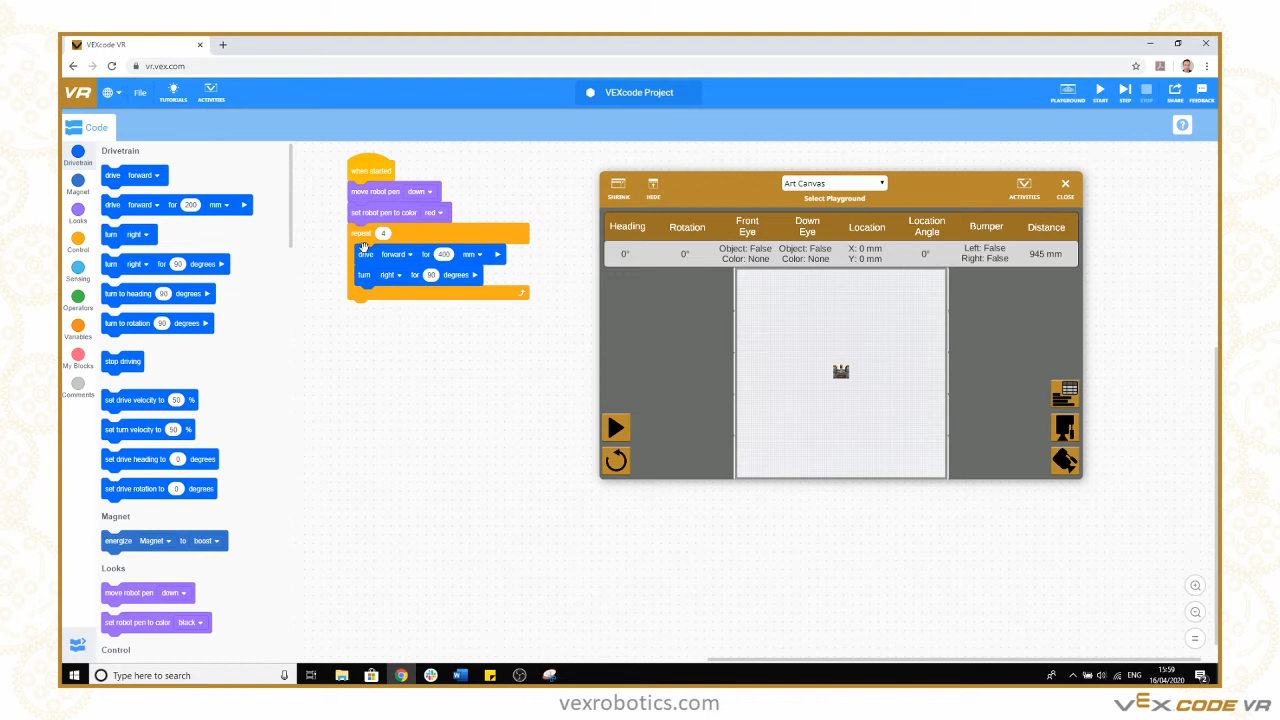 VEXcode VR
vr.vex.com
VR
File
TUTORIALS
ACTIVITIES
VEXcode Project
PLAYGROUND
START
STEP
STOP
SHARE
FEEDBACK
Code
Drivetrain
Magnet
Looks
Control
Sensing
Operators
Variables
My Blocks
Comments
Drivetrain
drive forward
drive forward for 200 mm
turn right
turn right for 90 degrees
turn to heading 90 degrees
turn to rotation 90 degrees
stop driving
set drive velocity to 50 %
set turn velocity to 50 %
set drive heading to 0 degrees
set drive rotation to 0 degrees
Magnet
energize Magnet to boost
Looks
move robot pen down
set robot pen to color black
Control
when started
move robot pen down
set robot pen to color red
repeat 4
drive forward for 400 mm
turn right for 90 degrees
SHRINK
HIDE
Art Canvas
Select Playground
ACTIVITIES
CLOSE
Heading Rotation Front Eye Down Eye Location Location Angle Bumper Distance
0° 0° Object: False Color: None Object: False Color: None X: 0 mm Y: 0 mm 0° Left: False Right: False 945 mm
Type here to search
ENG
15:59
16/04/2020
2
vexrobotics.com
VEX CODE VR